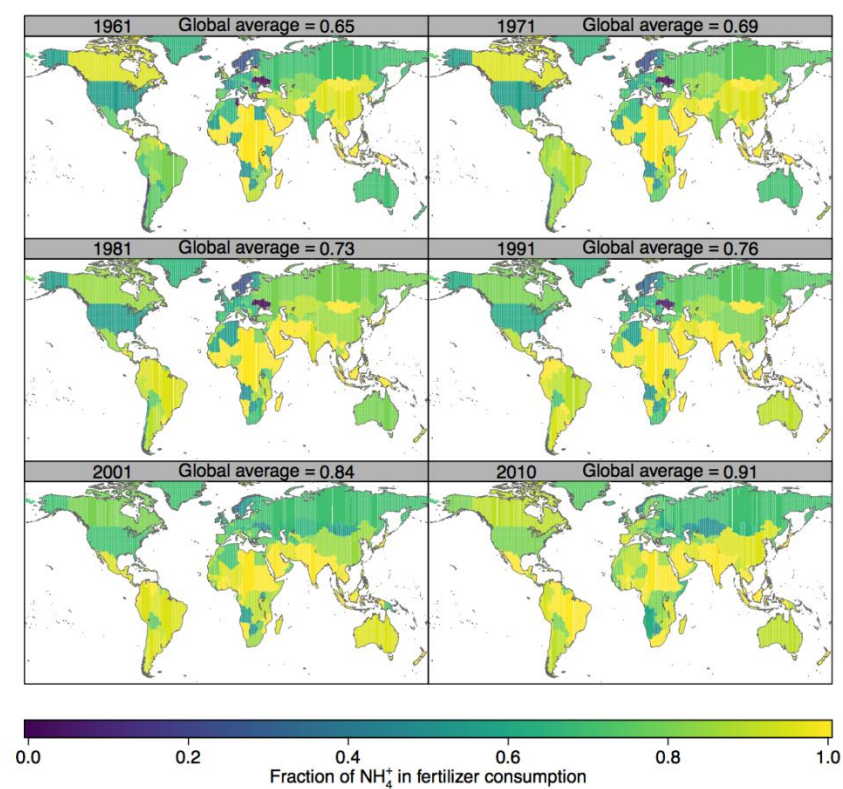 1961 Global average = 0.65
1971 Global average = 0.69
1981 Global average = 0.73
1991 Global average = 0.76
2001 Global average = 0.84
2010 Global average = 0.91
0.0 0.2 0.4 0.6 0.8 1.0
Fraction of NH₄⁺ in fertilizer consumption